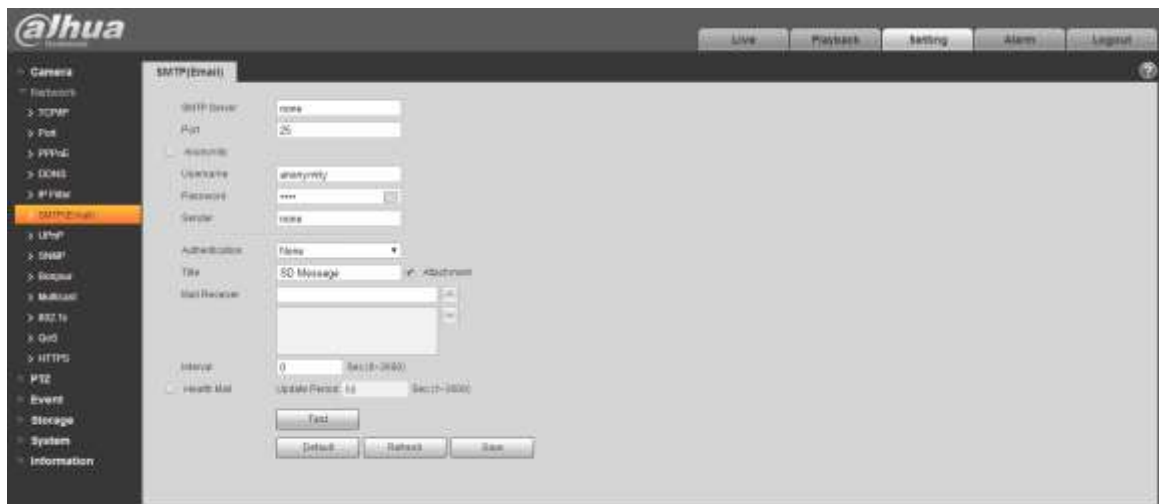 alhua
Live Playback Setting Alarm Logout
Camera
Network
TCP/IP
Port
PPPoE
DDNS
IP Filter
SMTP(Email)
UPnP
SNMP
Bonjour
Multicast
802.1x
QoS
HTTPS
PTZ
Event
Storage
System
Information
SMTP(Email)
SMTP Server none
Port 25
Anonymity
Username anonymity
Password ••••
Sender none
Authentication None
Title SD Message Attachment
Mail Receiver
Interval 0 Sec.(0~3600)
Health Mail Update Period Sec.(1~3600)
Test
Default Refresh Save